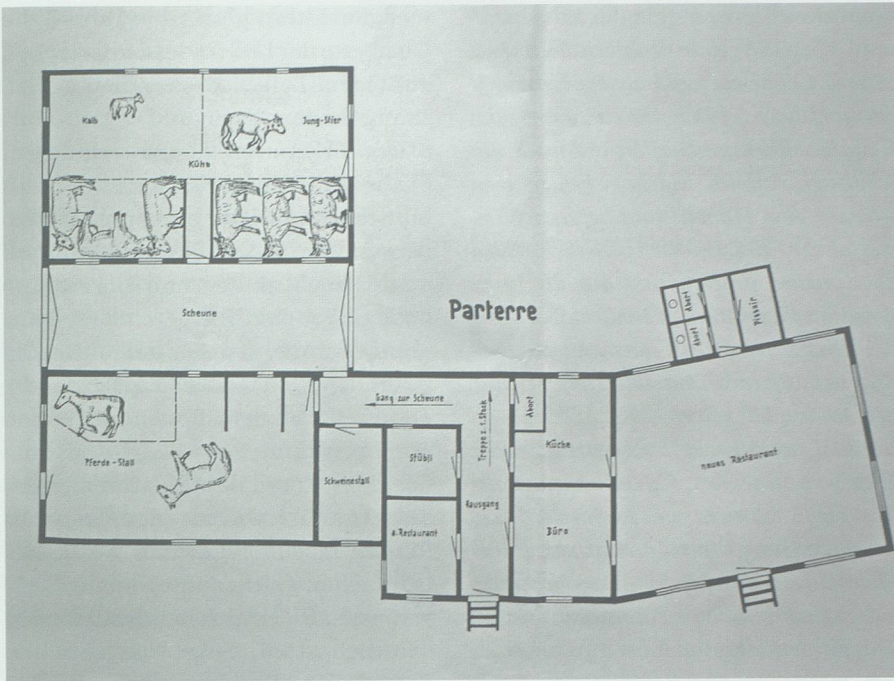 Kalb
Jung-Stier
Kühe
Scheune
Parterre
Abort
Abort
Pissoir
Gang zur Scheune
Treppe z. 1. Stock
Abort
Küche
Pferde-Stall
Schweinestall
Stübli
neues Restaurant
a. Restaurant
Hausgang
Büro